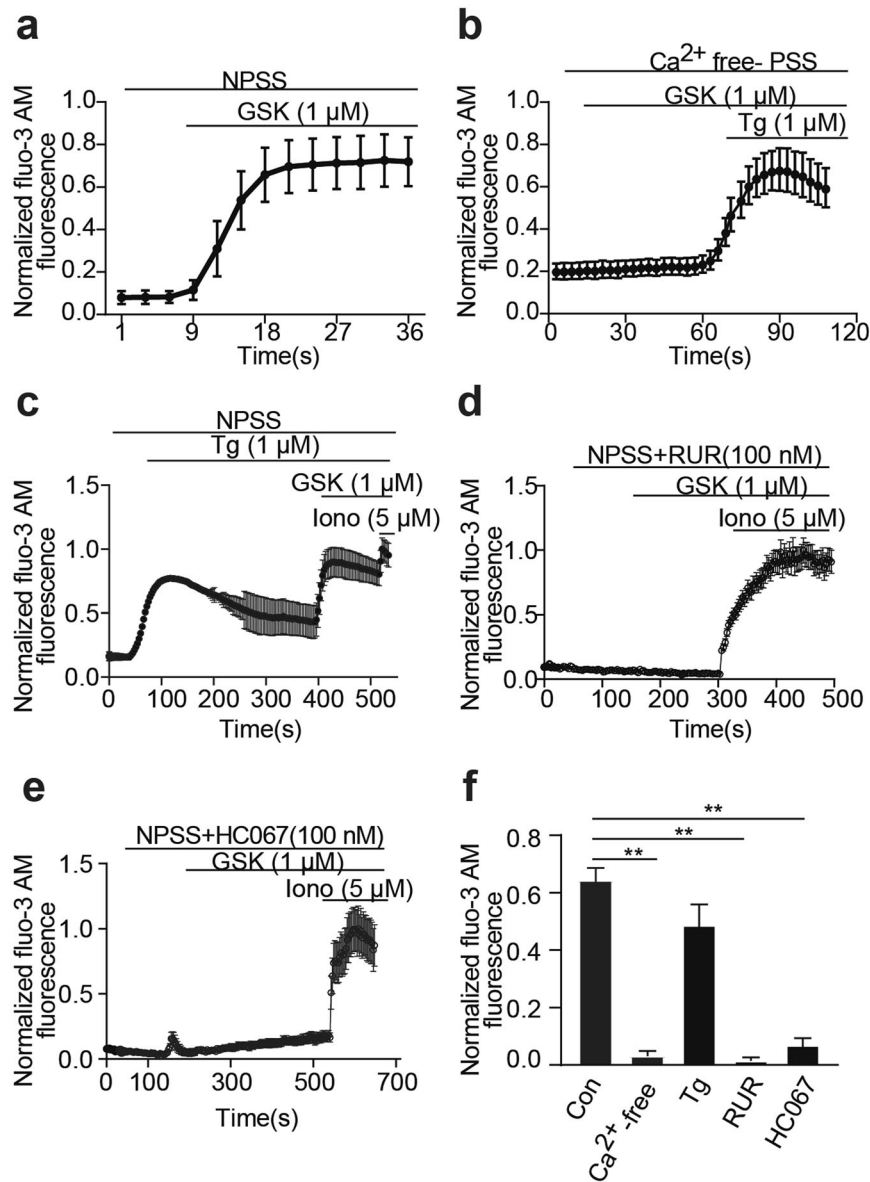 a
NPSS
GSK (1 µM)
Normalized fluo-3 AM
fluorescence
1.0
0.8
0.6
0.4
0.2
0.0
1 9 18 27 36
Time(s)
b
Ca2+ free- PSS
GSK (1 µM)
Tg (1 µM)
Normalized fluo-3 AM
fluorescence
1.0
0.8
0.6
0.4
0.2
0.0
0 30 60 90 120
Time(s)
c
NPSS
Tg (1 µM)
GSK (1 µM)
Iono (5 µM)
Normalized fluo-3 AM
fluorescence
1.5
1.0
0.5
0.0
0 100 200 300 400 500
Time(s)
d
NPSS+RUR(100 nM)
GSK (1 µM)
Iono (5 µM)
Normalized fluo-3 AM
fluorescence
1.5
1.0
0.5
0.0
0 100 200 300 400 500
Time(s)
e
NPSS+HC067(100 nM)
GSK (1 µM)
Iono (5 µM)
Normalized fluo-3 AM
fluorescence
1.5
1.0
0.5
0.0
0 100 300 500 700
Time(s)
f
**
**
**
Normalized fluo-3 AM
fluorescence
0.8
0.6
0.4
0.2
0.0
Con
Ca2+-free
Tg
RUR
HC067